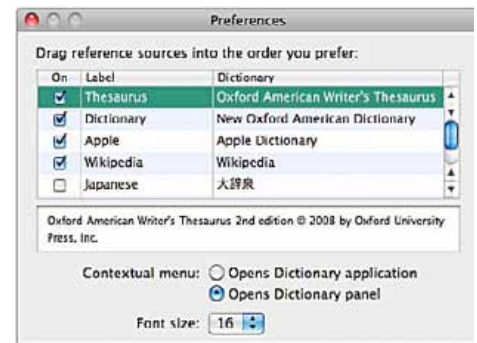 Preferences
Drag reference sources into the order you prefer:
On Label Dictionary
Thesaurus Oxford American Writer's Thesaurus
Dictionary New Oxford American Dictionary
Apple Apple Dictionary
Wikipedia Wikipedia
Japanese 大辞泉
Oxford American Writer's Thesaurus 2nd edition © 2008 by Oxford University
Press, Inc.
Contextual menu: Opens Dictionary application
Opens Dictionary panel
Font size: 16